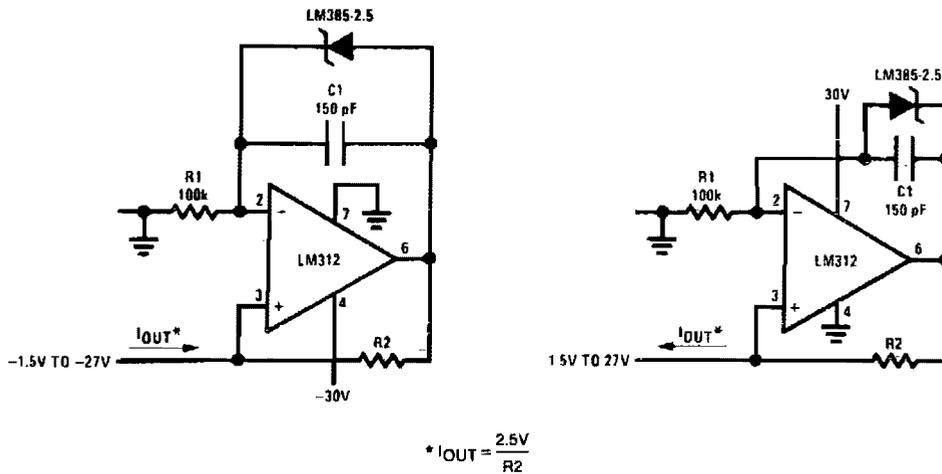 LM385-2.5
C1
150 pF
R1
100k
2
−
7
LM312
6
3
+
4
IOUT*
−1.5V TO −27V
R2
−30V
LM385-2.5
30V
C1
150 pF
R1
100k
2
−
7
LM312
6
3
+
4
IOUT*
1 5V TO 27V
R2
* IOUT = 2.5V
R2